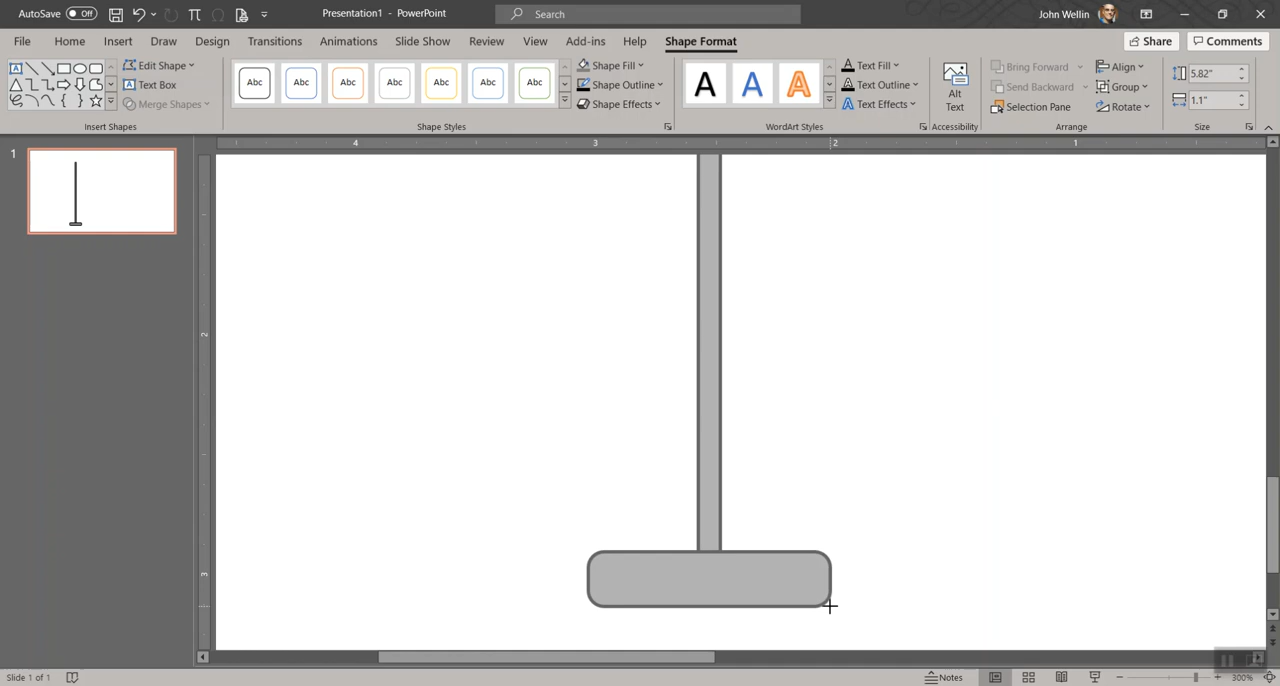 AutoSave Off Presentation1 - PowerPoint Search John Wellin
File Home Insert Draw Design Transitions Animations Slide Show Review View Add-ins Help Shape Format Share Comments
Edit Shape Abc Abc Abc Abc Abc Abc Abc Shape Fill A A A Text Fill Bring Forward Align 5.82"
Text Box Shape Outline Text Outline Alt Text Send Backward Group 1.1"
Merge Shapes Shape Effects Text Effects Selection Pane Rotate
Insert Shapes Shape Styles WordArt Styles Accessibility Arrange Size
4 3 2 1
1
2
3
Slide 1 of 1 Notes 300%